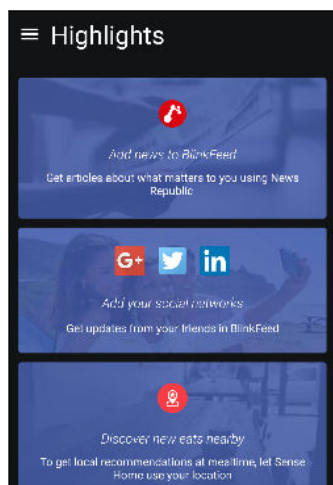 Highlights
Add news to BlinkFeed
Get articles about what matters to you using News
Republic
G+
in
Add your social networks
Get updates from your friends in BlinkFeed
Discover new eats nearby
To get local recommendations at mealtime, let Sense
Home use your location